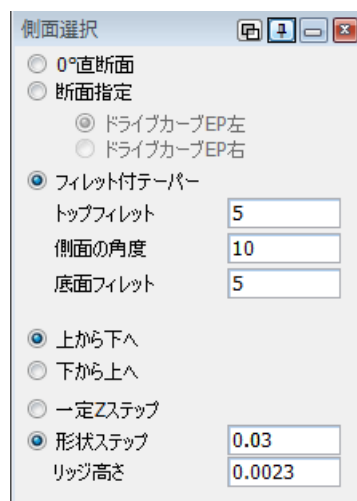 側面選択
0°直断面
断面指定
ドライブカーブEP左
ドライブカーブEP右
フィレット付テーパー
トップフィレット 5
側面の角度 10
底面フィレット 5
上から下へ
下から上へ
一定Zステップ
形状ステップ 0.03
リッジ高さ 0.0023